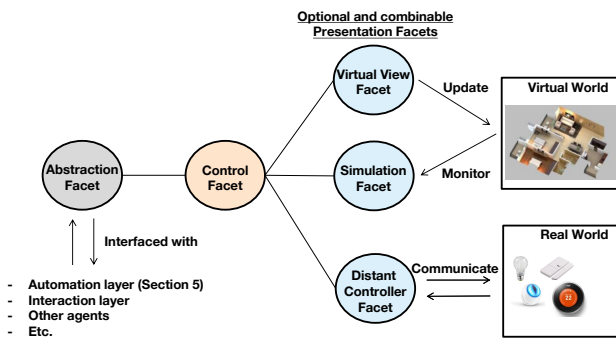 Optional and combinable
Presentation Facets
Virtual View
Facet
Update
Virtual World
Abstraction
Facet
Control
Facet
Simulation
Facet
Monitor
Interfaced with
Real World
Distant
Controller
Facet
Communicate
22
- Automation layer (Section 5)
- Interaction layer
- Other agents
- Etc.